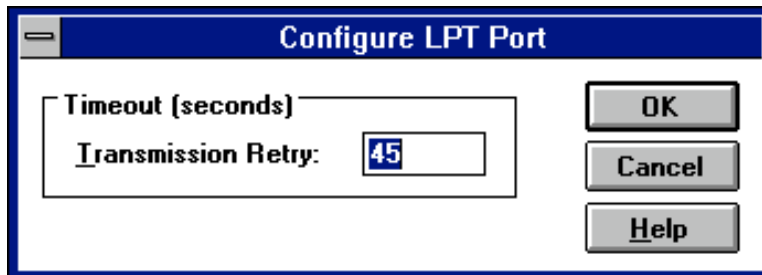 Configure LPT Port
Timeout (seconds)
Transmission Retry: 45
OK
Cancel
Help